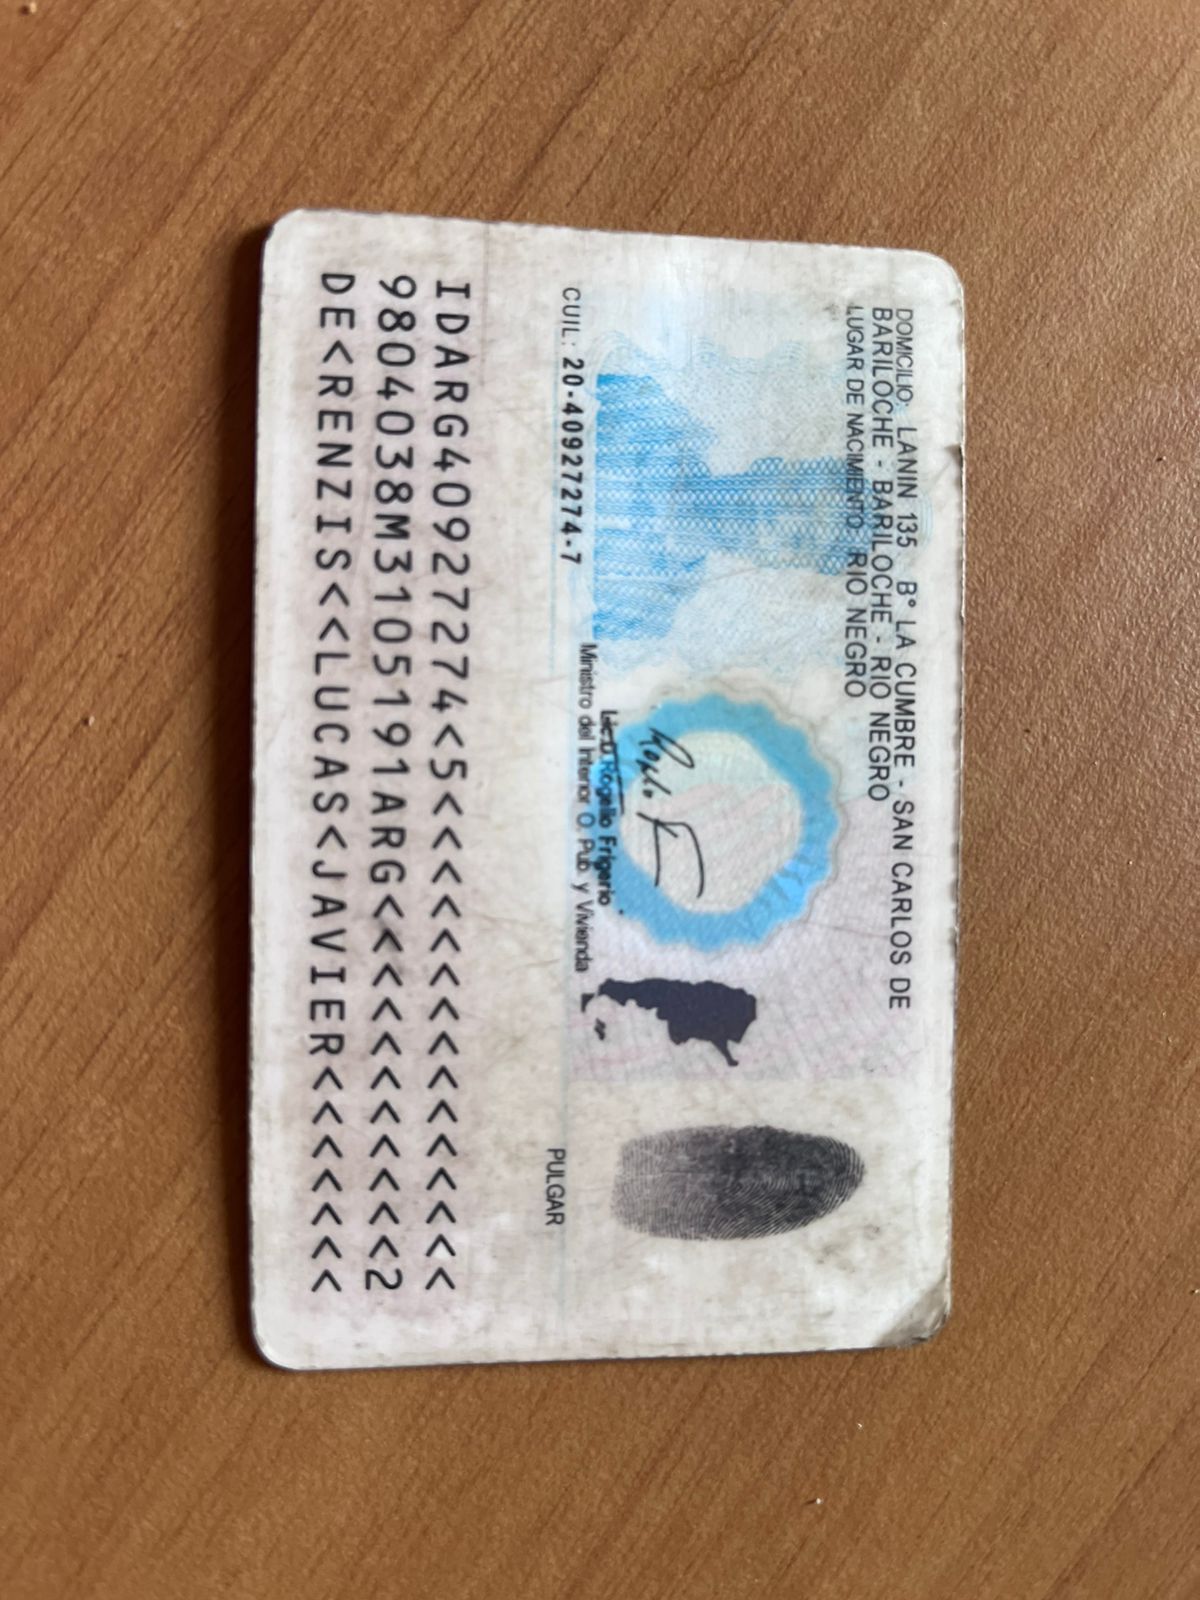 DOMICILIO: LANIN 135 B° LA CUMBRE - SAN CARLOS DE
BARILOCHE - BARILOCHE - RIO NEGRO
LUGAR DE NACIMIENTO: RIO NEGRO
Lic. Rogelio Frigerio
Ministro del Interior O. Pub. y Vivienda
CUIL: 20-40927274-7
PULGAR
IDARG40927274<5<<<<<<<<<<<<<<<
9804038M3105191ARG<<<<<<<<<<<2
DE<RENZIS<<LUCAS<JAVIER<<<<<<<